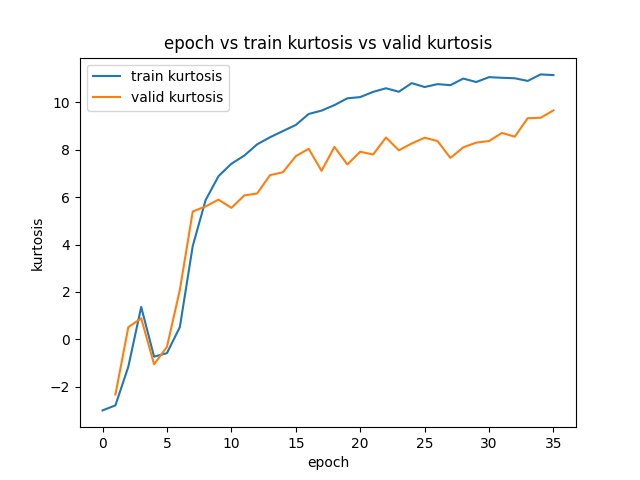 epoch vs train kurtosis vs valid kurtosis
train kurtosis
valid kurtosis
kurtosis
10
8
6
4
2
0
−2
0 5 10 15 20 25 30 35
epoch